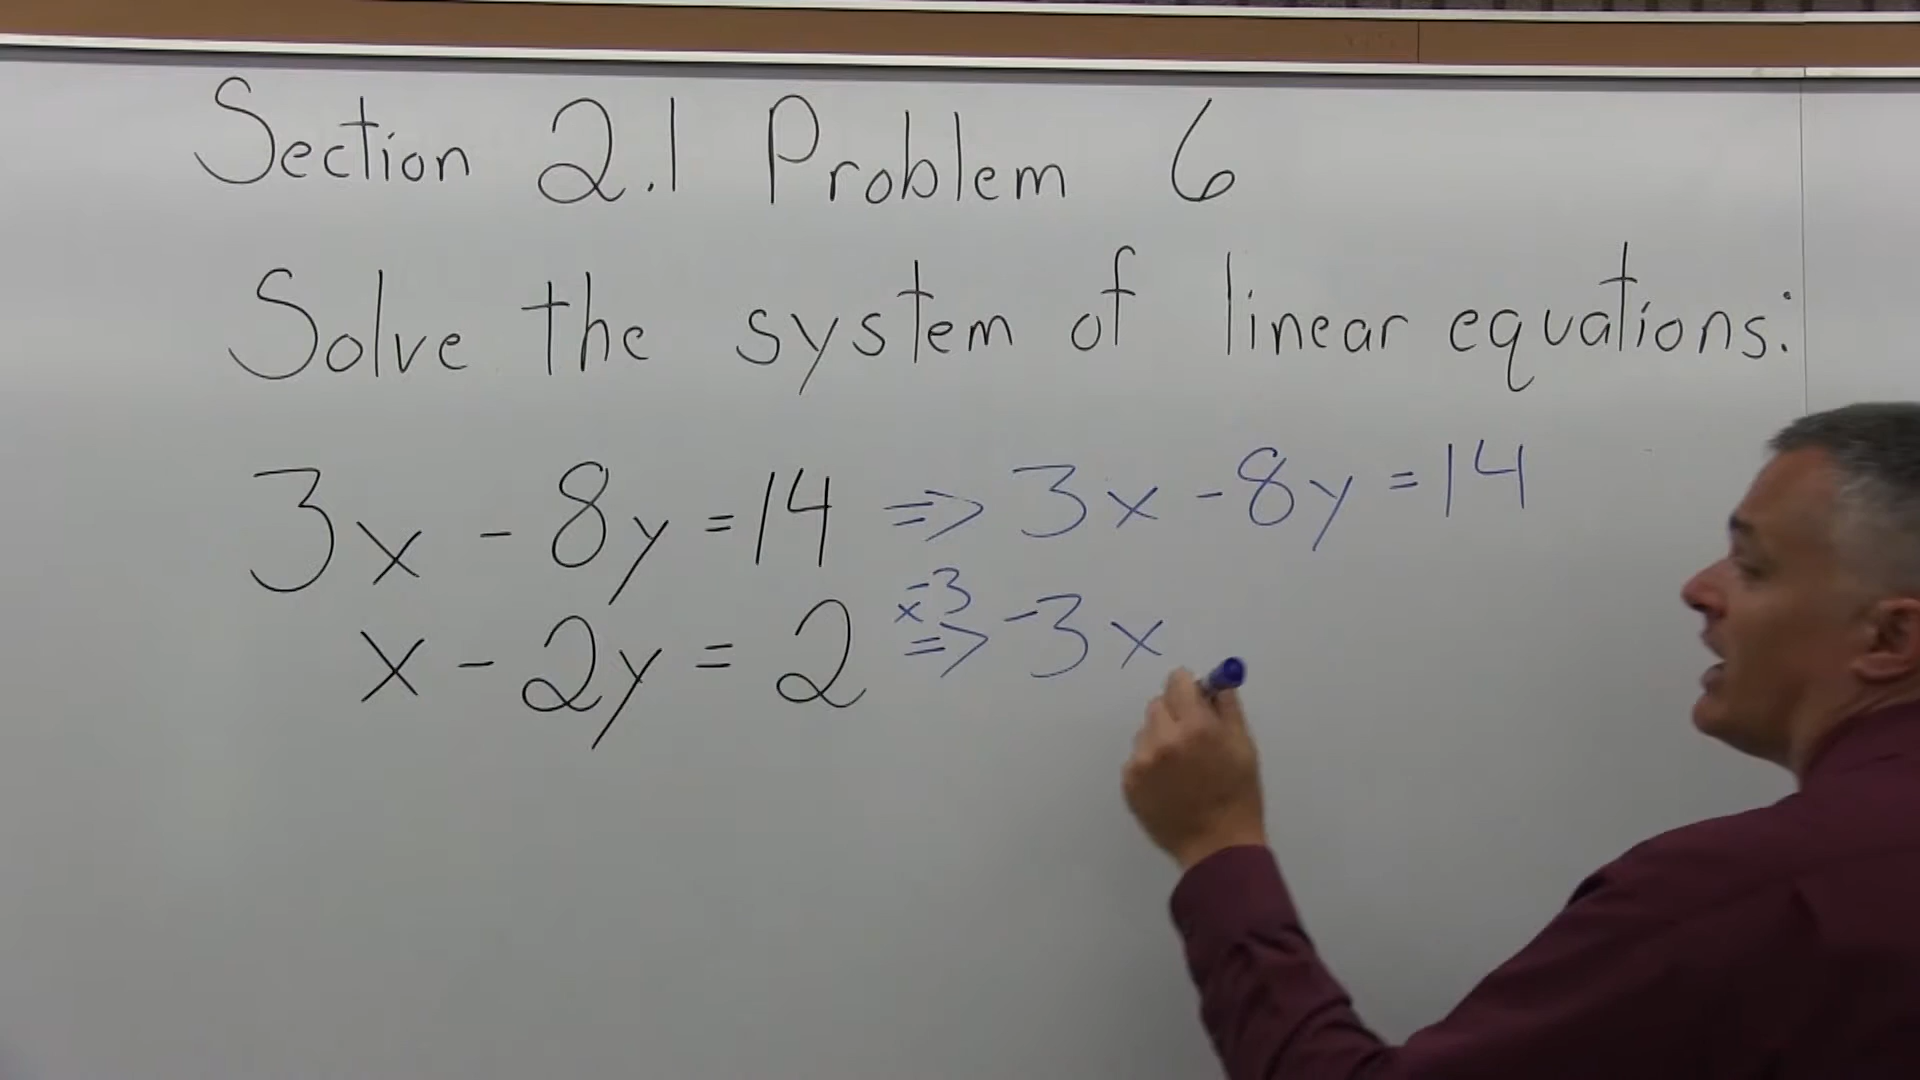 Section 2.1 Problem 6
Solve the system of linear equations:
3x - 8y = 14 => 3x - 8y = 14
x - 2y = 2 x -3 => -3x